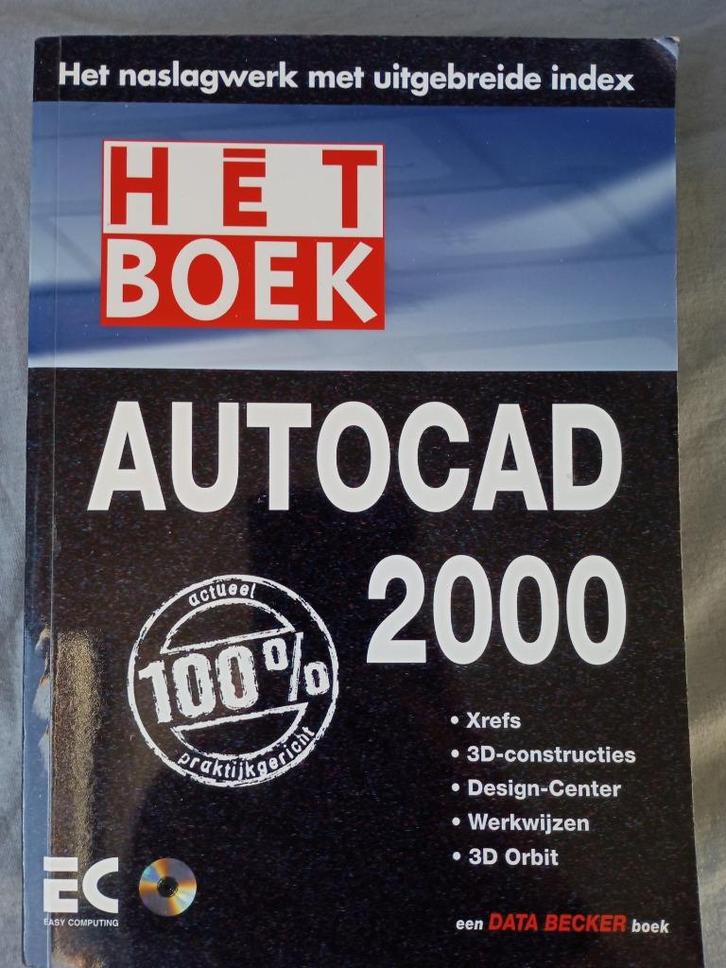 Het naslagwerk met uitgebreide index
HĒT
BOEK
AUTOCAD
2000
actueel
100%
praktijkgericht
• Xrefs
• 3D-constructies
• Design-Center
• Werkwijzen
• 3D Orbit
EC
EASY COMPUTING
een DATA BECKER boek